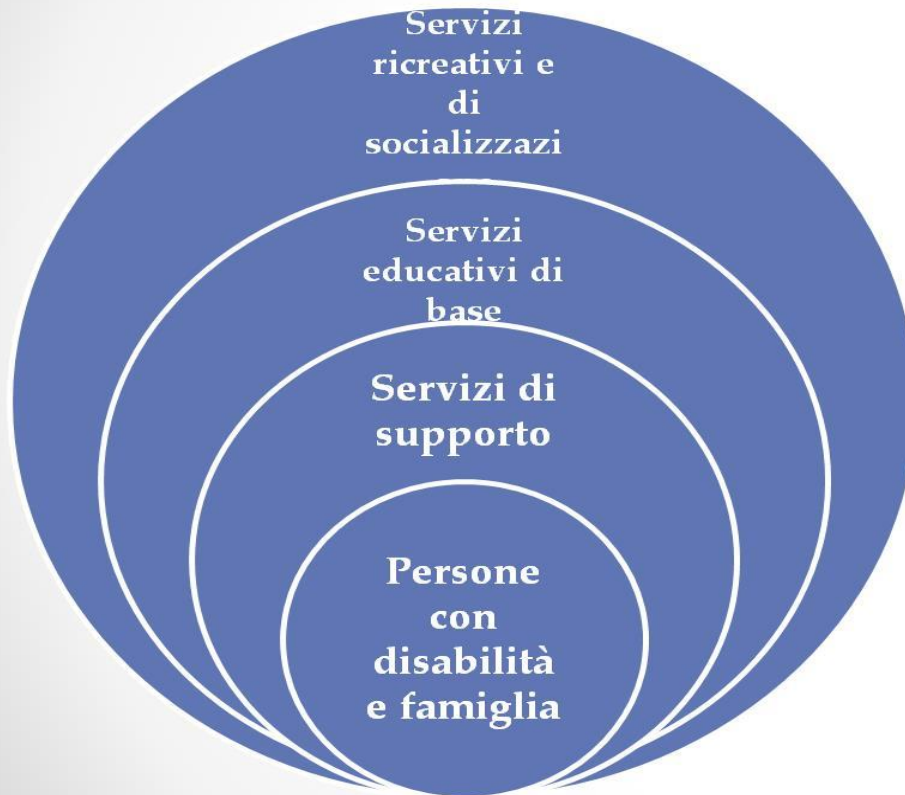 Servizi
ricreativi e
di
socializzazi
Servizi
educativi di
base
Servizi di
supporto
Persone
con
disabilità
e famiglia